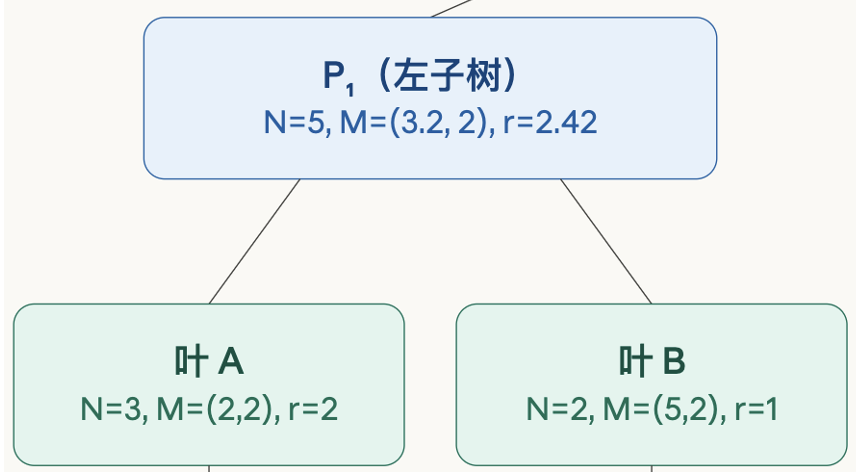 P₁（左子树）
N=5, M=(3.2, 2), r=2.42
叶 A
N=3, M=(2,2), r=2
叶 B
N=2, M=(5,2), r=1